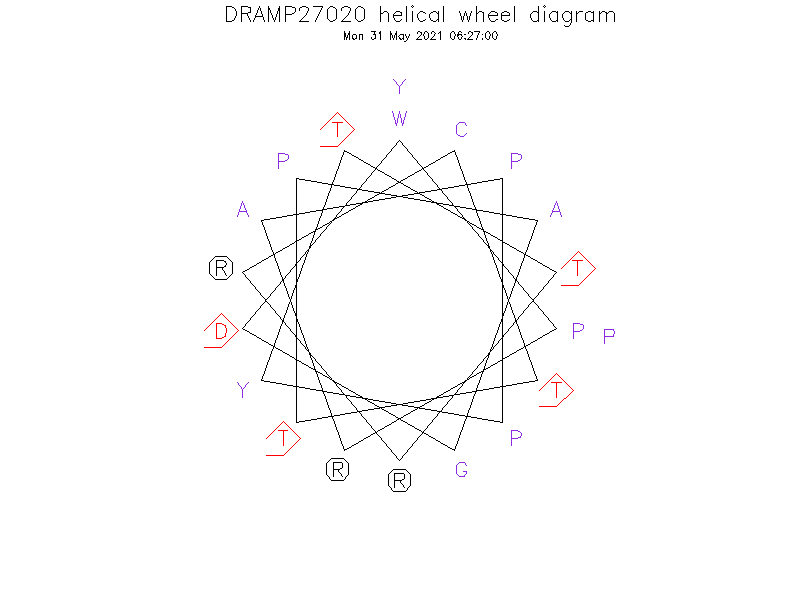 DRAMP27020 helical wheel diagram
Mon 31 May 2021 06:27:00
Y
W
T C
P P
A A
R T
D P P
Y T
T P
R G
R